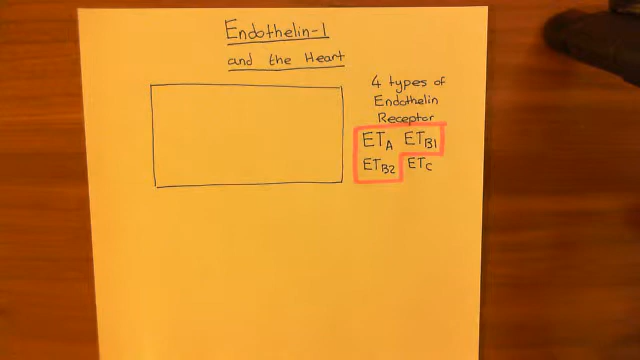 Endothelin-1
and the Heart
4 types of
Endothelin
Receptor
ETA ETB1
ETB2 ETC